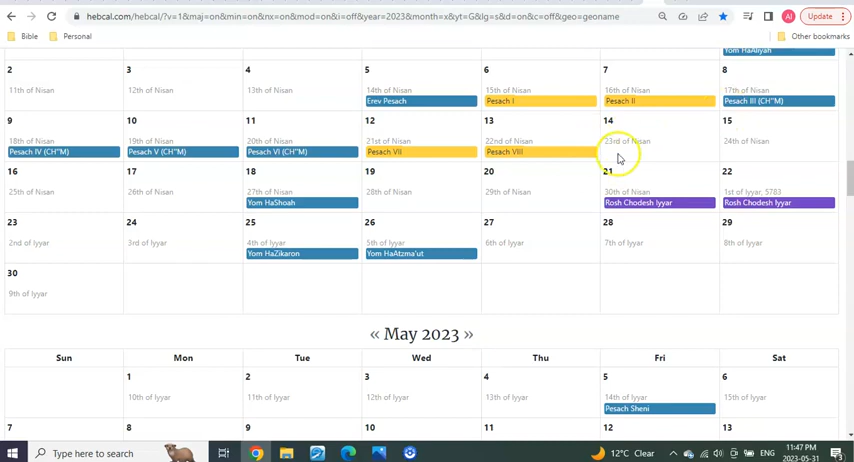 hebcal.com/hebcal/?v=1&maj=on&min=on&nx=on&mod=on&i=off&year=2023&month=x&yt=G&lg=s&d=on&c=off&geo=geoname
AI
Update
Bible
Personal
Other bookmarks
Yom HaAliyah
2 3 4 5 6 7 8
11th of Nisan 12th of Nisan 13th of Nisan 14th of Nisan 15th of Nisan 16th of Nisan 17th of Nisan
Erev Pesach Pesach I Pesach II Pesach III (CH"M)
9 10 11 12 13 14 15
18th of Nisan 19th of Nisan 20th of Nisan 21st of Nisan 22nd of Nisan 23rd of Nisan 24th of Nisan
Pesach IV (CH"M) Pesach V (CH"M) Pesach VI (CH"M) Pesach VII Pesach VIII
16 17 18 19 20 21 22
25th of Nisan 26th of Nisan 27th of Nisan 28th of Nisan 29th of Nisan 30th of Nisan 1st of Iyyar, 5783
Yom HaShoah Rosh Chodesh Iyyar Rosh Chodesh Iyyar
23 24 25 26 27 28 29
2nd of Iyyar 3rd of Iyyar 4th of Iyyar 5th of Iyyar 6th of Iyyar 7th of Iyyar 8th of Iyyar
Yom HaZikaron Yom HaAtzma'ut
30
9th of Iyyar
« May 2023 »
Sun Mon Tue Wed Thu Fri Sat
1 2 3 4 5 6
10th of Iyyar 11th of Iyyar 12th of Iyyar 13th of Iyyar 14th of Iyyar 15th of Iyyar
Pesach Sheni
7 8 9 10 11 12 13
Type here to search
12°C Clear
ENG
11:47 PM
2023-05-31
3